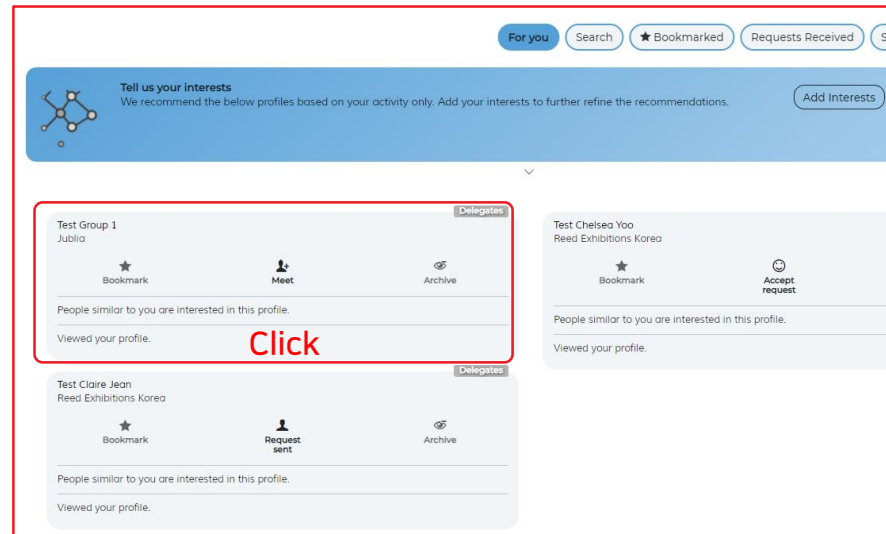 For you
Search
★ Bookmarked
Requests Received
S
Tell us your interests
We recommend the below profiles based on your activity only. Add your interests to further refine the recommendations.
Add Interests
Delegates
Test Group 1
Jublia
Bookmark
Meet
Archive
People similar to you are interested in this profile.
Viewed your profile.
Click
Test Chelsea Yoo
Reed Exhibitions Korea
Bookmark
Accept
request
People similar to you are interested in this profile.
Viewed your profile.
Delegates
Test Claire Jean
Reed Exhibitions Korea
Bookmark
Request
sent
Archive
People similar to you are interested in this profile.
Viewed your profile.